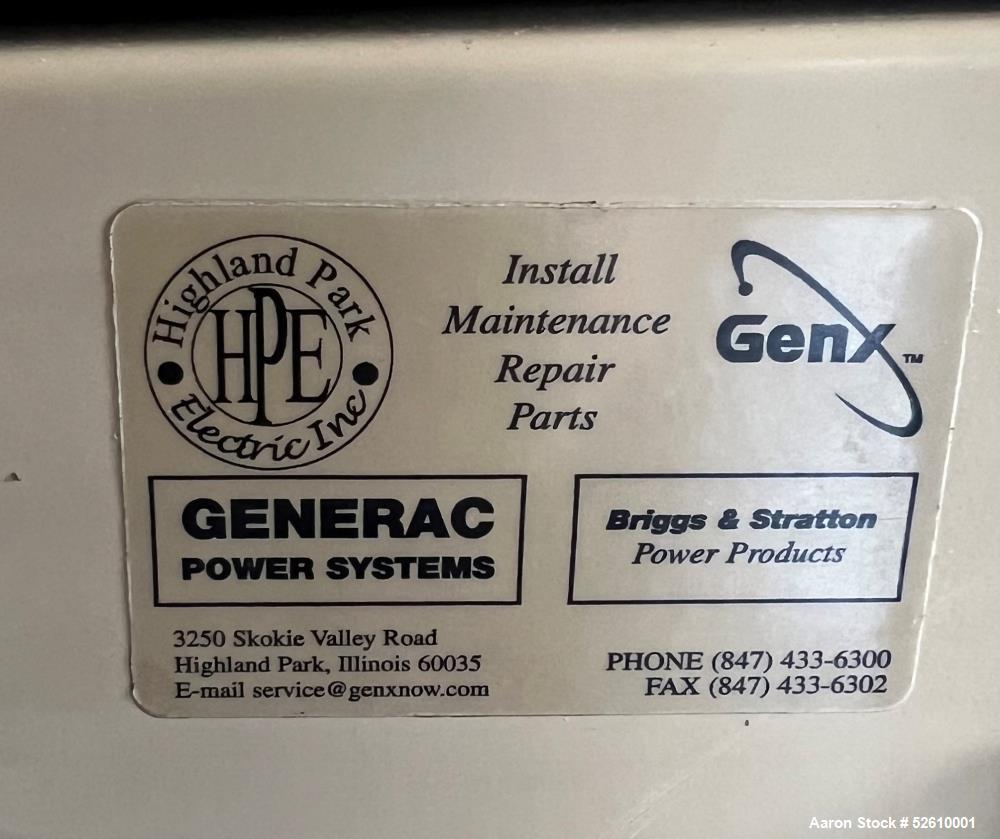 Highland Park
HPE
Electric Inc
Install
Maintenance
Repair
Parts
Genx™
GENERAC
POWER SYSTEMS
Briggs & Stratton
Power Products
3250 Skokie Valley Road
Highland Park, Illinois 60035
E-mail service@genxnow.com
PHONE (847) 433-6300
FAX (847) 433-6302
Aaron Stock # 52610001